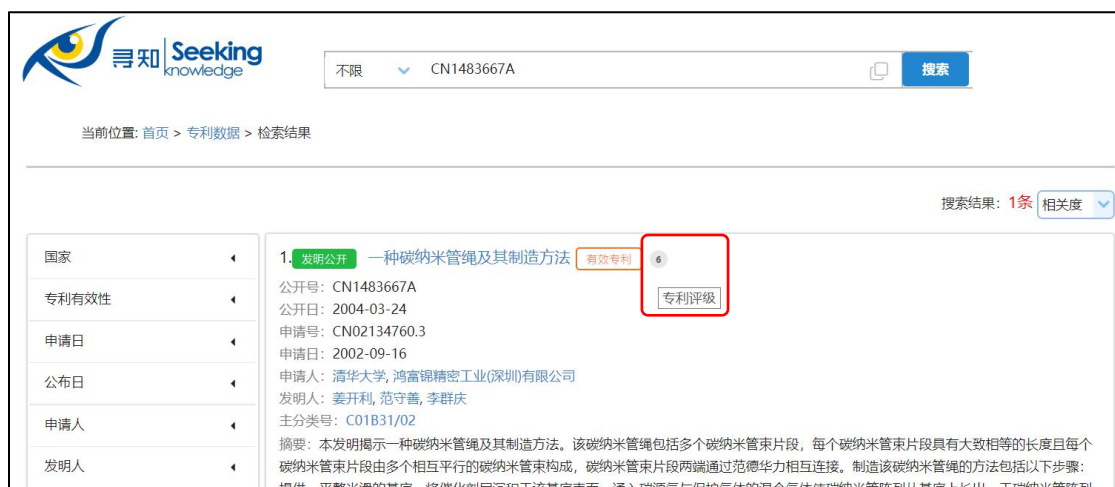 寻知 Seeking knowledge
不限 CN1483667A 搜索
当前位置: 首页 > 专利数据 > 检索结果
搜索结果：1条 相关度
国家
专利有效性
申请日
公布日
申请人
发明人
1. 发明公开 一种碳纳米管绳及其制造方法 有效专利 6
专利评级
公开号：CN1483667A
公开日：2004-03-24
申请号：CN02134760.3
申请日：2002-09-16
申请人：清华大学, 鸿富锦精密工业(深圳)有限公司
发明人：姜开利, 范守善, 李群庆
主分类号：C01B31/02
摘要：本发明揭示一种碳纳米管绳及其制造方法。该碳纳米管绳包括多个碳纳米管束片段，每个碳纳米管束片段具有大致相等的长度且每个
碳纳米管束片段由多个相互平行的碳纳米管束构成，碳纳米管束片段两端通过范德华力相互连接。制造该碳纳米管绳的方法包括以下步骤：